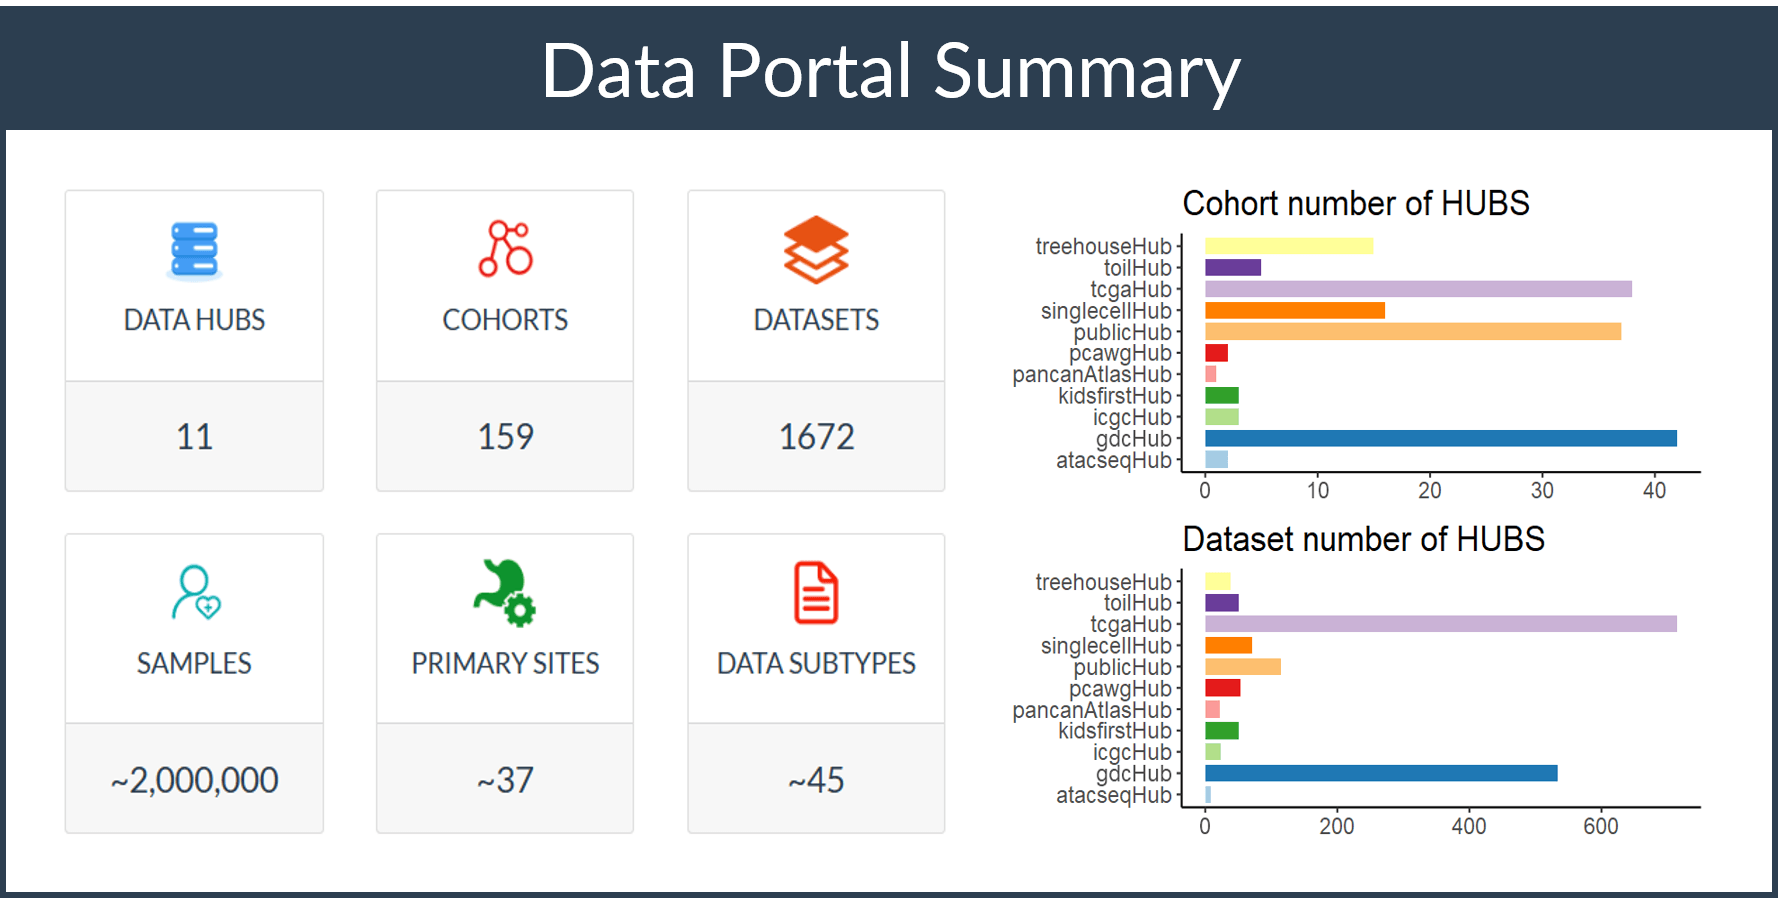 Data Portal Summary
DATA HUBS
11
COHORTS
159
DATASETS
1672
SAMPLES
~2,000,000
PRIMARY SITES
~37
DATA SUBTYPES
~45
Cohort number of HUBS
treehouseHub
toilHub
tcgaHub
singlecellHub
publicHub
pcawgHub
pancanAtlasHub
kidsfirstHub
icgcHub
gdcHub
atacseqHub
0 10 20 30 40
Dataset number of HUBS
treehouseHub
toilHub
tcgaHub
singlecellHub
publicHub
pcawgHub
pancanAtlasHub
kidsfirstHub
icgcHub
gdcHub
atacseqHub
0 200 400 600